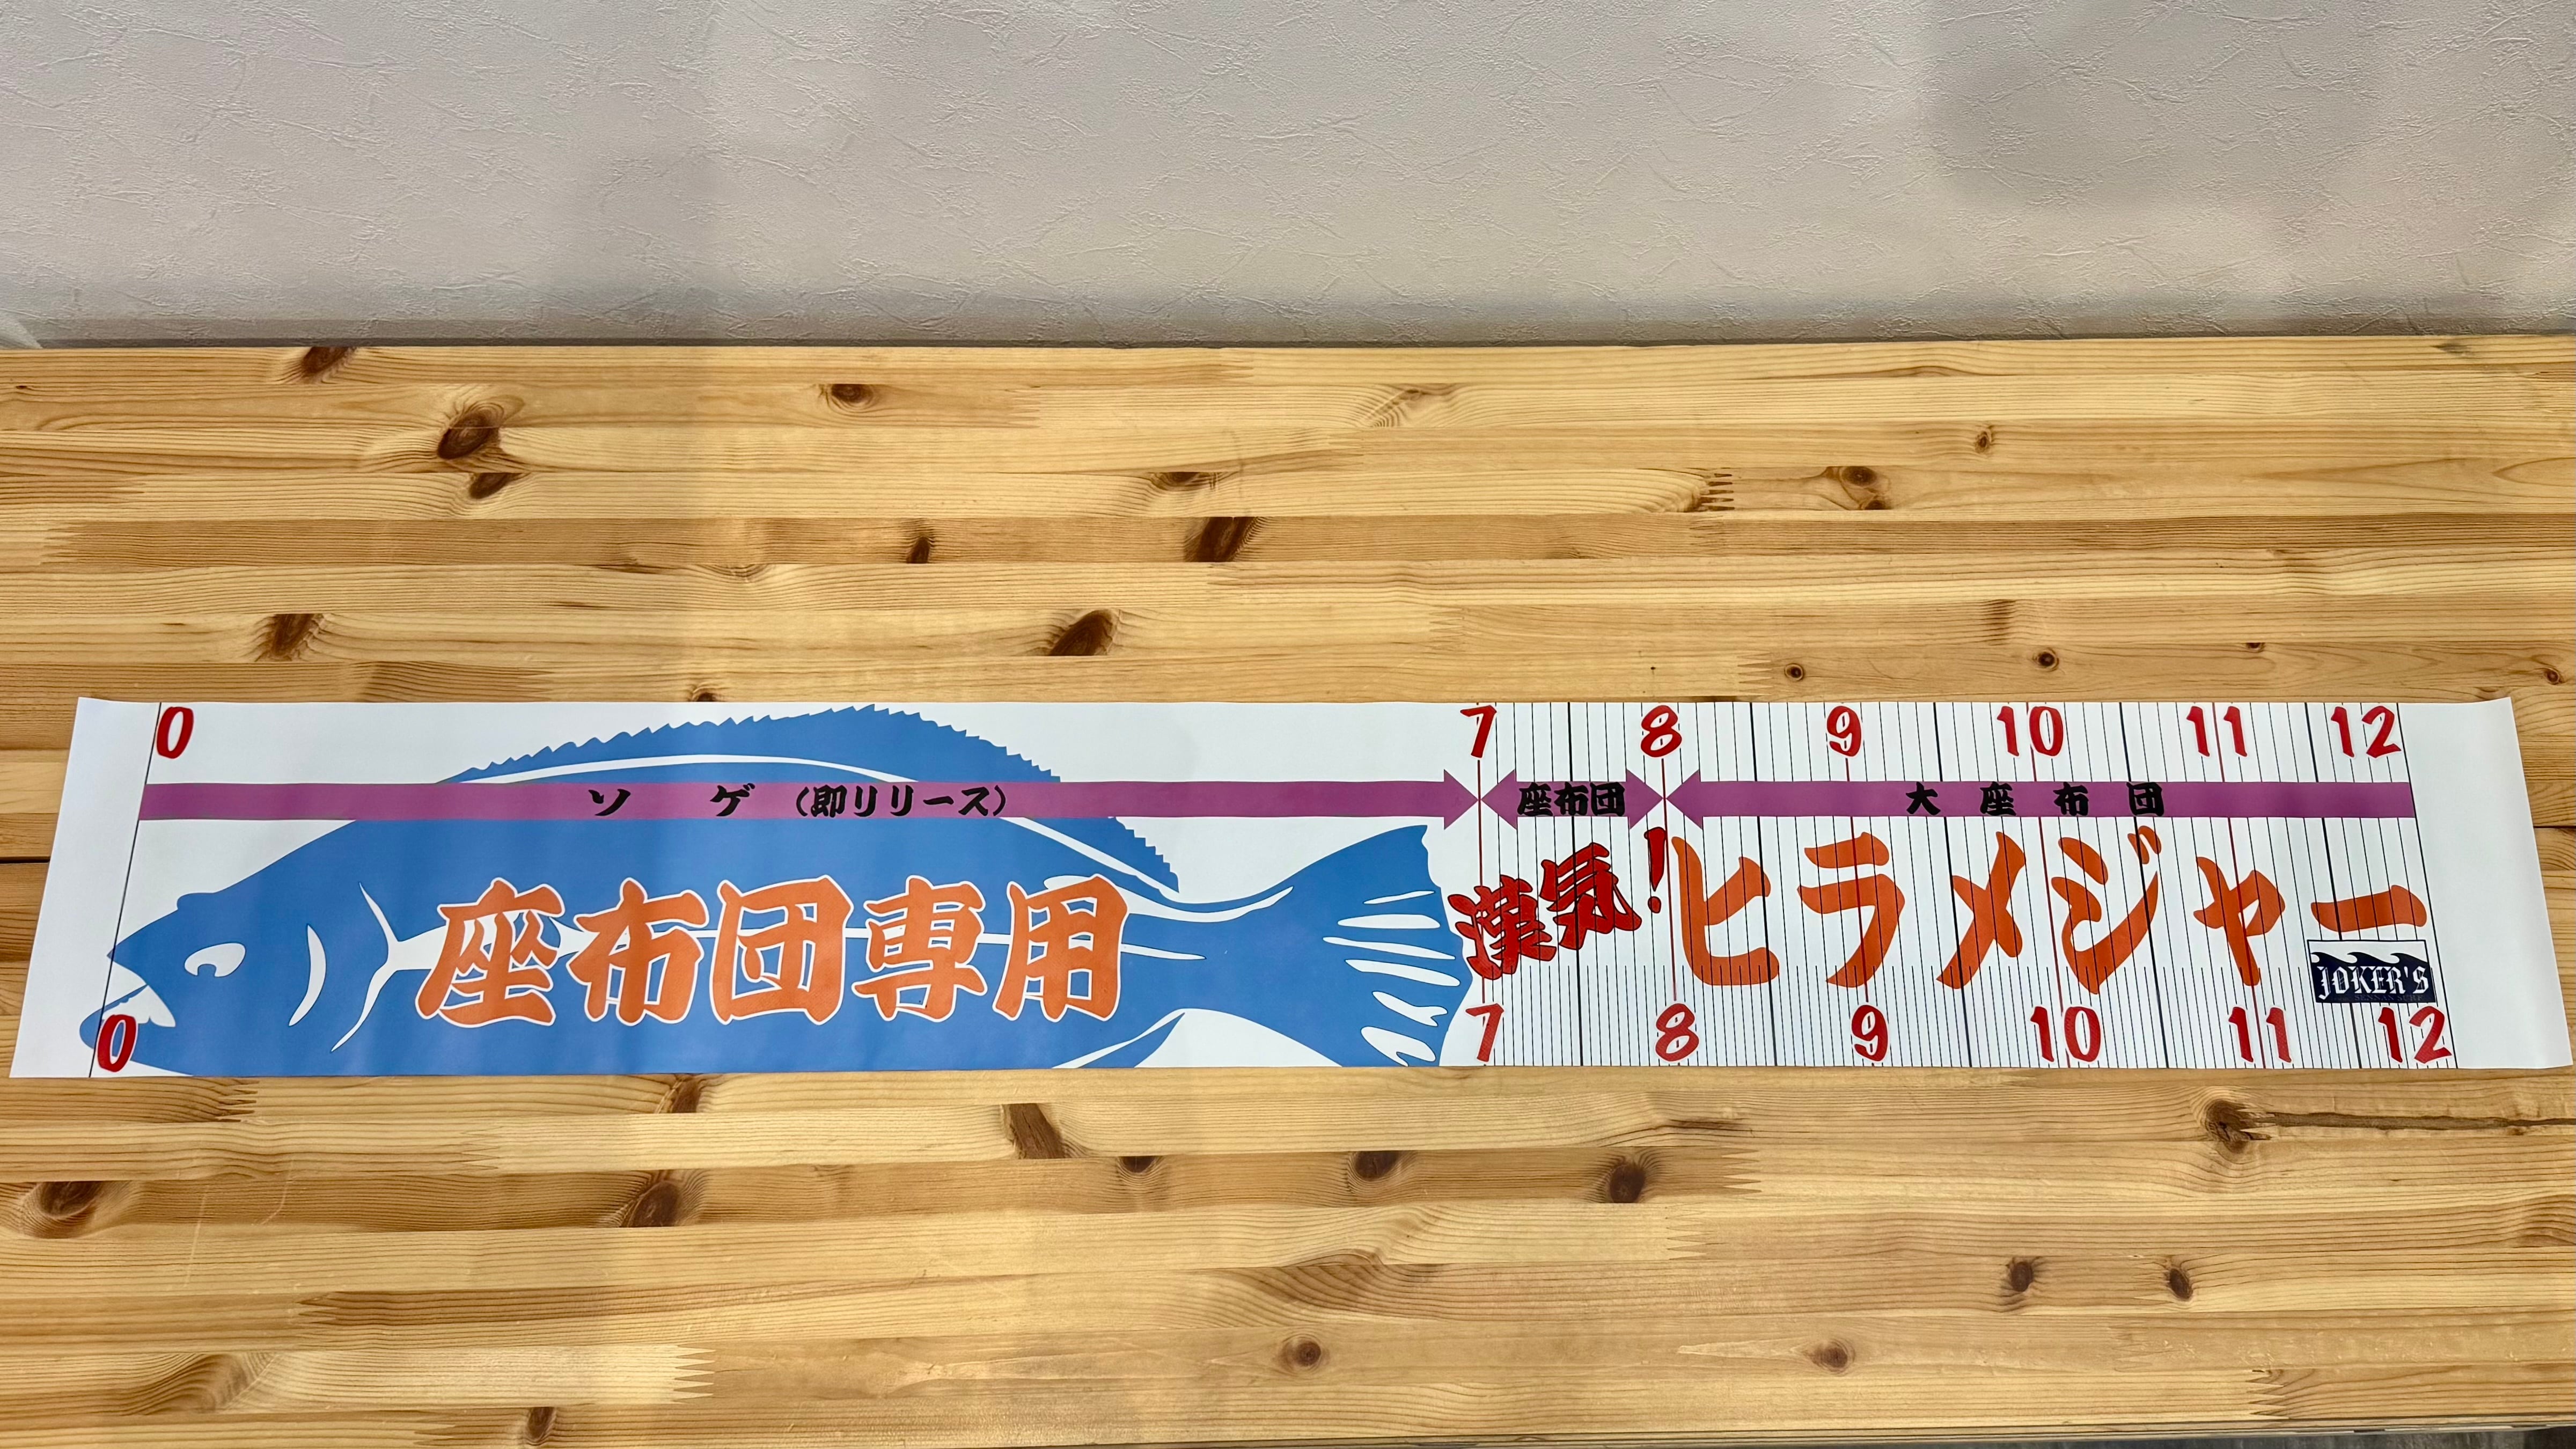 0 7 8 9 10 11 12
ソゲ（即リリース） 座布団 大座布団
座布団専用 漢気! ヒラメジャー
JOKER'S
0 7 8 9 10 11 12